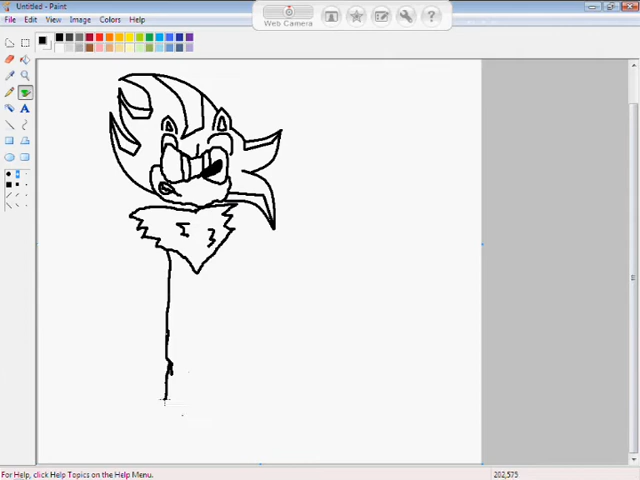 Untitled - Paint
File Edit View Image Colors Help
Web Camera
A
For Help, click Help Topics on the Help Menu.
202,575